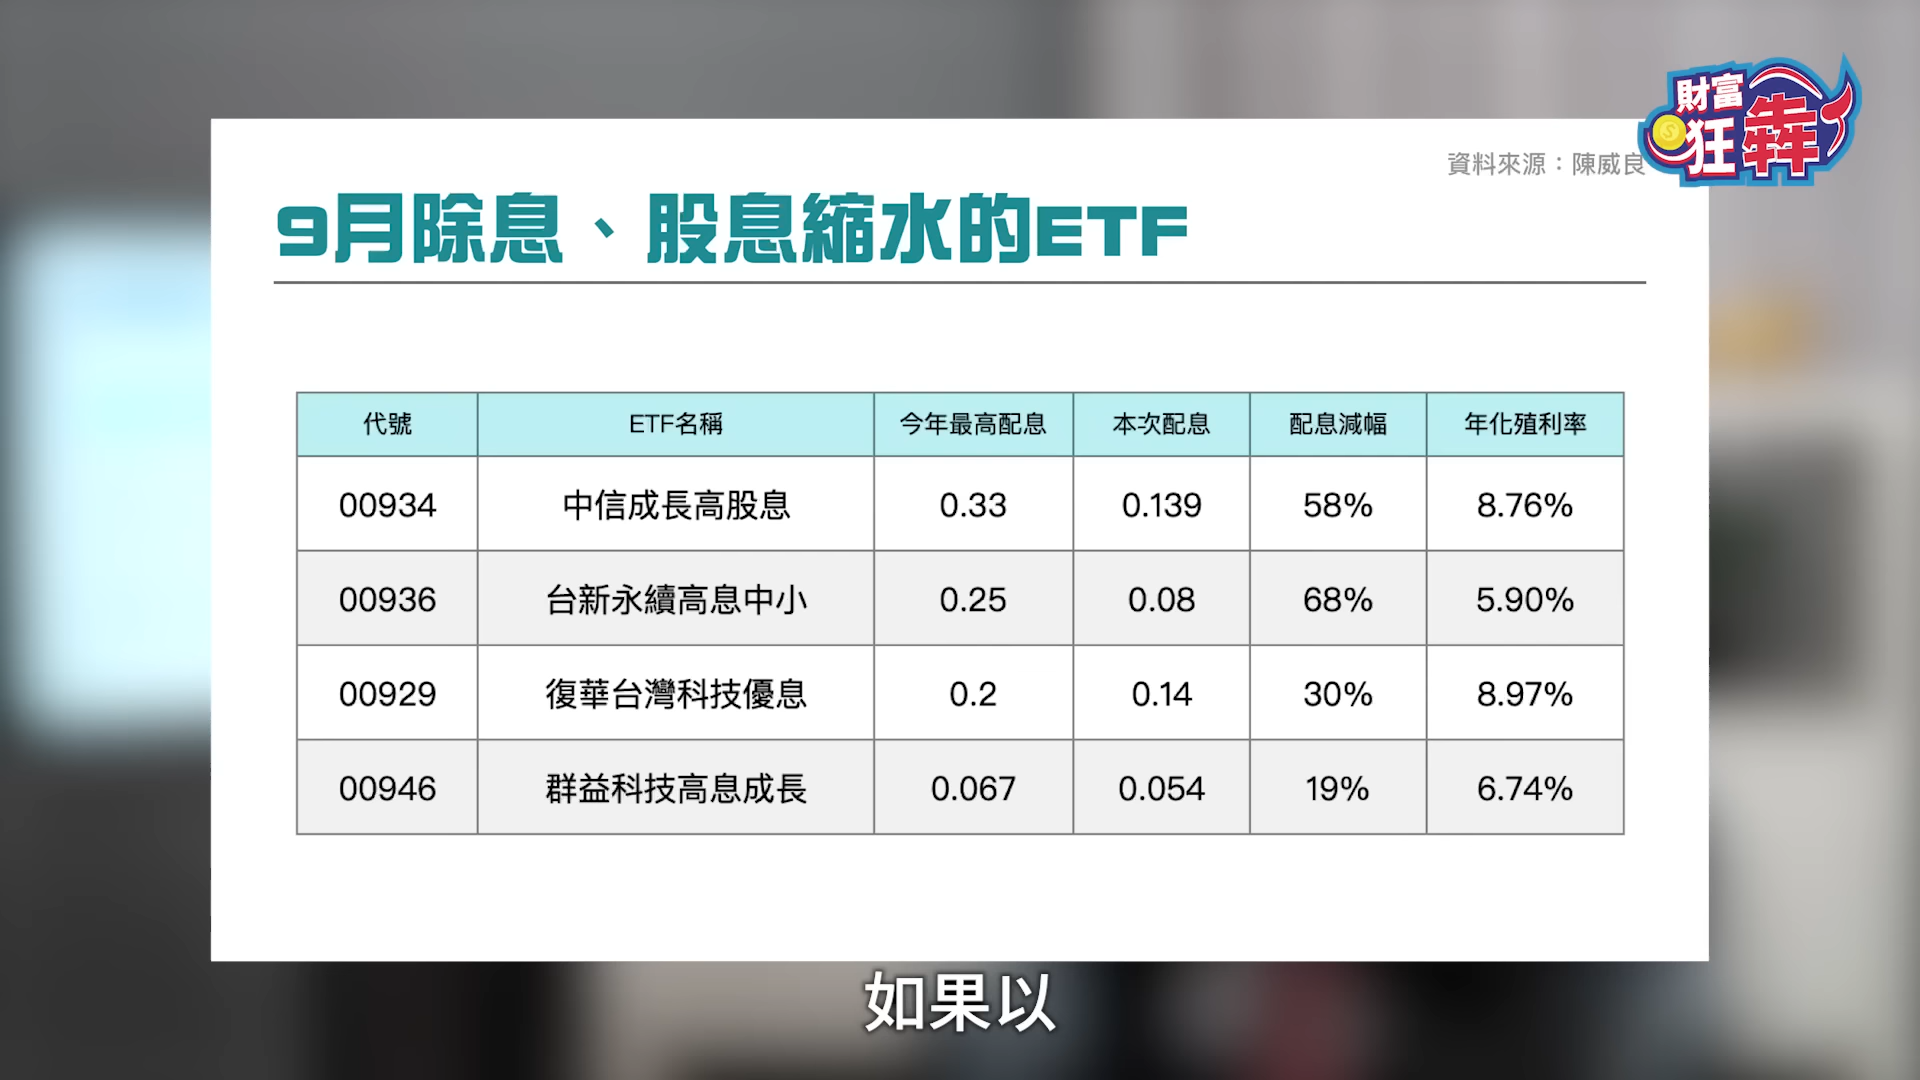 財富
狂犇
資料來源：陳威良
9月除息、股息縮水的ETF
代號 ETF名稱 今年最高配息 本次配息 配息減幅 年化殖利率
00934 中信成長高股息 0.33 0.139 58% 8.76%
00936 台新永續高息中小 0.25 0.08 68% 5.90%
00929 復華台灣科技優息 0.2 0.14 30% 8.97%
00946 群益科技高息成長 0.067 0.054 19% 6.74%
如果以